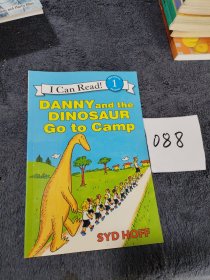 I Can Read! 1
DANNY and the
DINOSAUR
Go to Camp
SYD HOFF
088